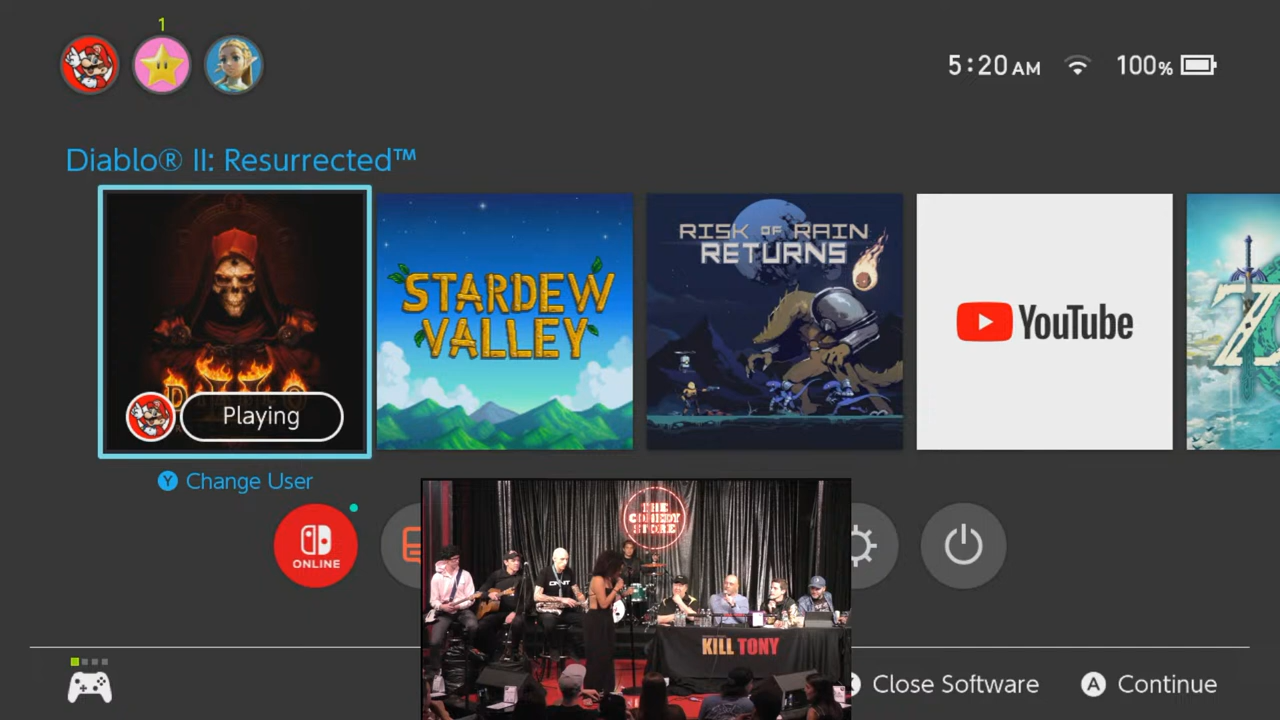 1
5:20 AM
100%
Diablo® II: Resurrected™
Playing
STARDEW
VALLEY
RISK OF RAIN
RETURNS
YouTube
Z
Y Change User
ONLINE
THE
COMEDY
STORE
KILL TONY
Close Software
A Continue